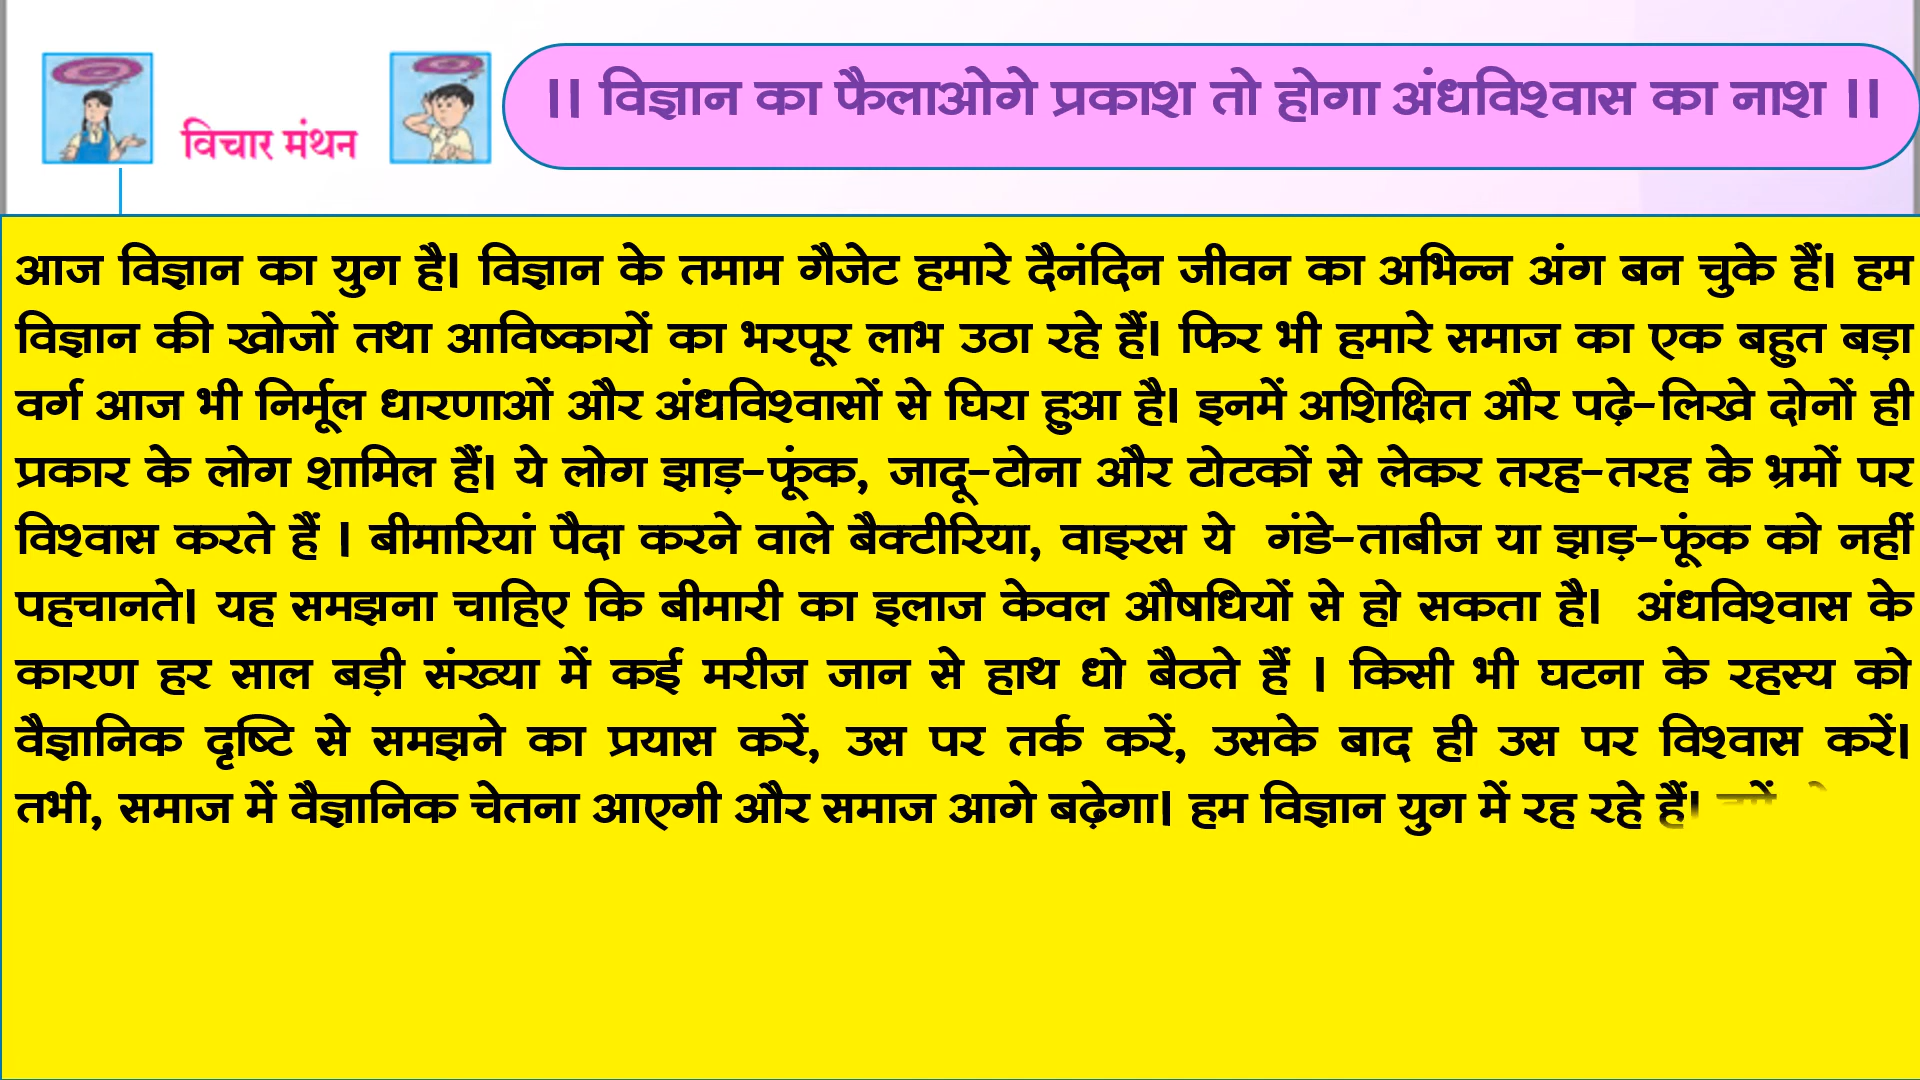 विचार मंथन
।। विज्ञान का फैलाओगे प्रकाश तो होगा अंधविश्वास का नाश ।।
आज विज्ञान का युग है। विज्ञान के तमाम गैजेट हमारे दैनंदिन जीवन का अभिन्न अंग बन चुके हैं। हम
विज्ञान की खोजों तथा आविष्कारों का भरपूर लाभ उठा रहे हैं। फिर भी हमारे समाज का एक बहुत बड़ा
वर्ग आज भी निर्मूल धारणाओं और अंधविश्वासों से घिरा हुआ है। इनमें अशिक्षित और पढ़े-लिखे दोनों ही
प्रकार के लोग शामिल हैं। ये लोग झाड़-फूंक, जादू-टोना और टोटकों से लेकर तरह-तरह के भ्रमों पर
विश्वास करते हैं । बीमारियां पैदा करने वाले बैक्टीरिया, वाइरस ये गंडे-ताबीज या झाड़-फूंक को नहीं
पहचानते। यह समझना चाहिए कि बीमारी का इलाज केवल औषधियों से हो सकता है। अंधविश्वास के
कारण हर साल बड़ी संख्या में कई मरीज जान से हाथ धो बैठते हैं । किसी भी घटना के रहस्य को
वैज्ञानिक दृष्टि से समझने का प्रयास करें, उस पर तर्क करें, उसके बाद ही उस पर विश्वास करें।
तभी, समाज में वैज्ञानिक चेतना आएगी और समाज आगे बढ़ेगा। हम विज्ञान युग में रह रहे हैं।